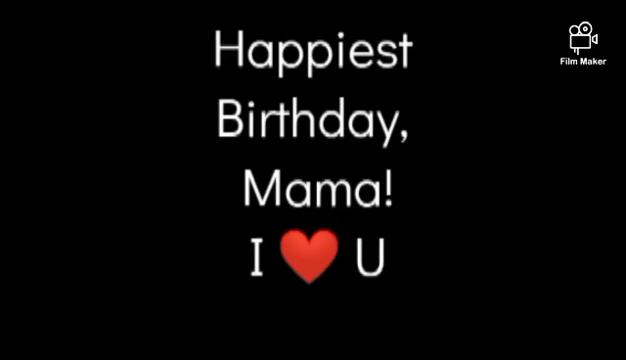 Happiest
Birthday,
Mama!
I ❤️ U
Film Maker